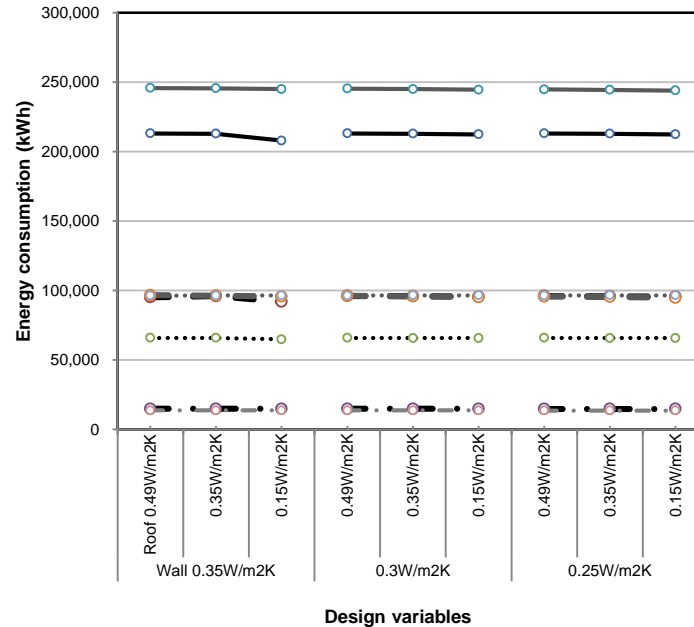 300,000
250,000
200,000
150,000
100,000
50,000
0
Energy consumption (kWh)
Roof 0.49W/m2K
0.35W/m2K
0.15W/m2K
0.49W/m2K
0.35W/m2K
0.15W/m2K
0.49W/m2K
0.35W/m2K
0.15W/m2K
Wall 0.35W/m2K
0.3W/m2K
0.25W/m2K
Design variables